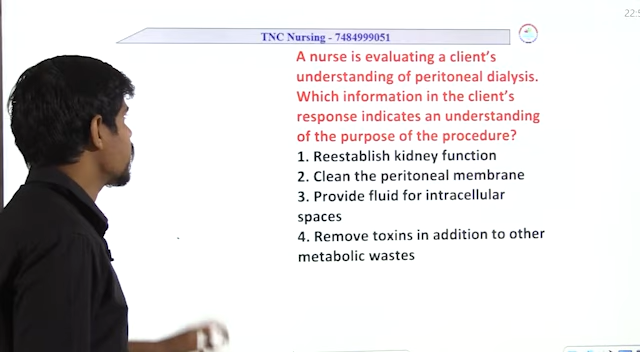 22:5
TNC Nursing - 7484999051
A nurse is evaluating a client's
understanding of peritoneal dialysis.
Which information in the client's
response indicates an understanding
of the purpose of the procedure?
1. Reestablish kidney function
2. Clean the peritoneal membrane
3. Provide fluid for intracellular
spaces
4. Remove toxins in addition to other
metabolic wastes